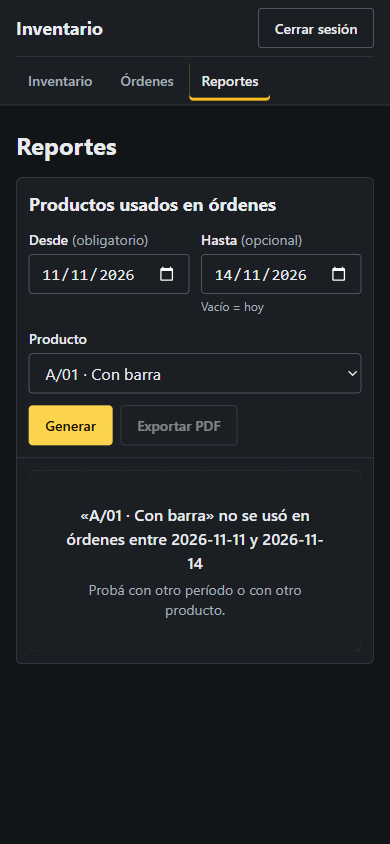 Inventario
Cerrar sesión
Inventario
Órdenes
Reportes
Reportes
Productos usados en órdenes
Desde (obligatorio)
Hasta (opcional)
11/11/2026
14/11/2026
Vacío = hoy
Producto
A/01 · Con barra
Generar
Exportar PDF
«A/01 · Con barra» no se usó en
órdenes entre 2026-11-11 y 2026-11-
14
Probá con otro período o con otro
producto.